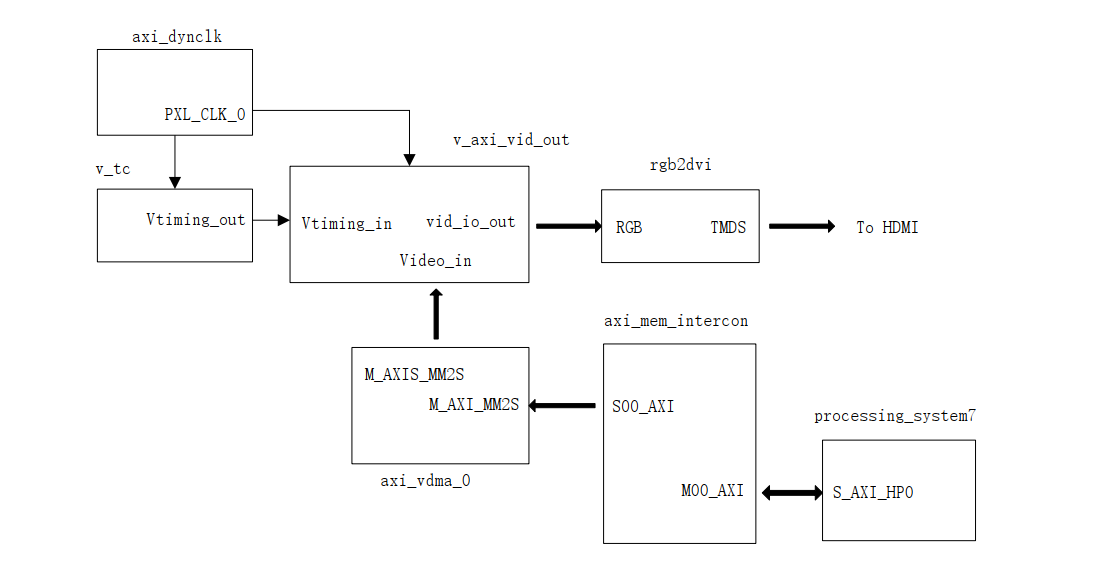 axi_dynclk
PXL_CLK_O
v_axi_vid_out
v_tc
rgb2dvi
Vtiming_out
Vtiming_in
vid_io_out
Video_in
RGB
TMDS
To HDMI
axi_mem_intercon
M_AXIS_MM2S
M_AXI_MM2S
S00_AXI
processing_system7
axi_vdma_0
M00_AXI
S_AXI_HP0